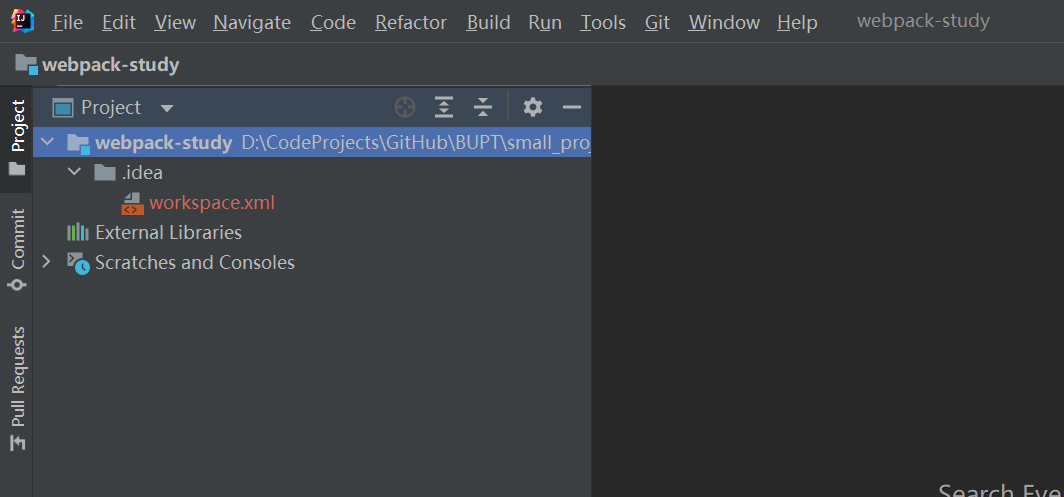 File Edit View Navigate Code Refactor Build Run Tools Git Window Help webpack-study
webpack-study
Project
webpack-study D:\CodeProjects\GitHub\BUPT\small_pro
.idea
workspace.xml
External Libraries
Scratches and Consoles
Project
Commit
Pull Requests
Search Eve